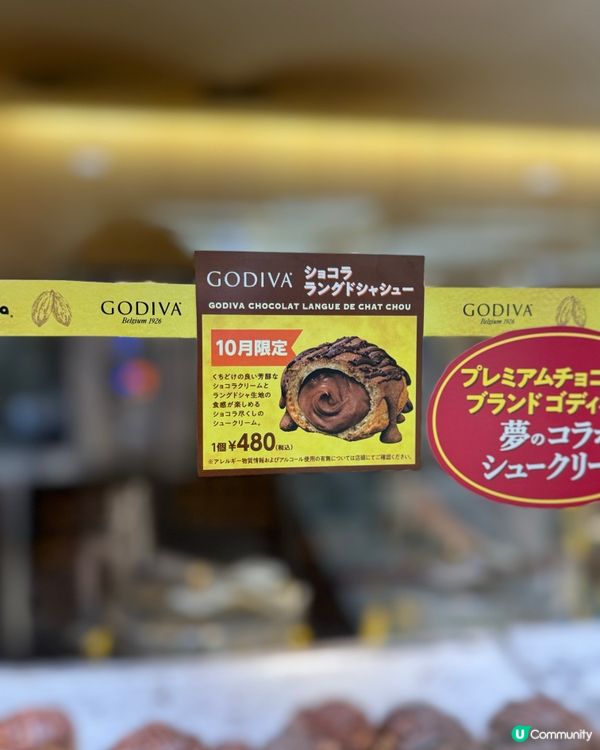 GODIVA
Belgium 1926
GODIVA ショコラ
ラングドシャシュー
GODIVA CHOCOLAT LANGUE DE CHAT CHOU
10月限定
くちどけの良い芳醇な
ショコラクリームと
ラングドシャ生地の
食感が楽しめる
ショコラ尽くしの
シュークリーム。
1個¥480(税込)
※アレルギー物質情報およびアルコール使用の有無については店頭にてご確認ください。
GODIVA
Belgium 1926
プレミアムチョコ
ブランドゴディ
夢のコラ
シュークリー
U Community